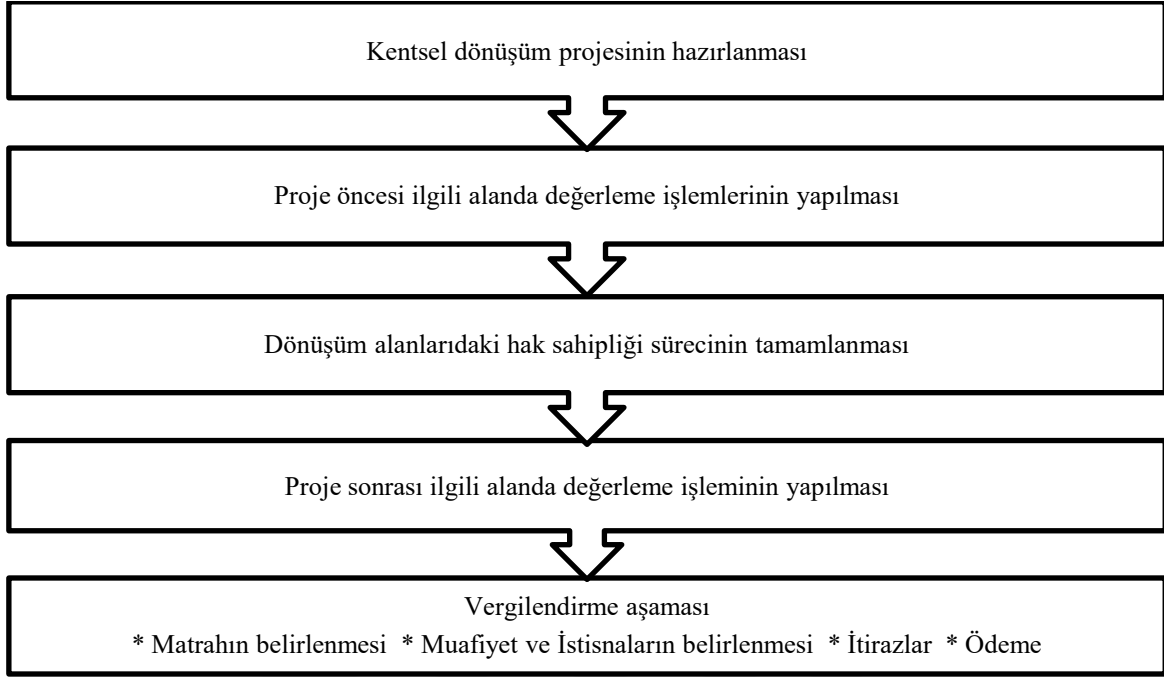 Kentsel dönüşüm projesinin hazırlanması
Proje öncesi ilgili alanda değerleme işlemlerinin yapılması
Dönüşüm alanlarıdaki hak sahipliği sürecinin tamamlanması
Proje sonrası ilgili alanda değerleme işleminin yapılması
Vergilendirme aşaması
* Matrahın belirlenmesi * Muafiyet ve İstisnaların belirlenmesi * İtirazlar * Ödeme